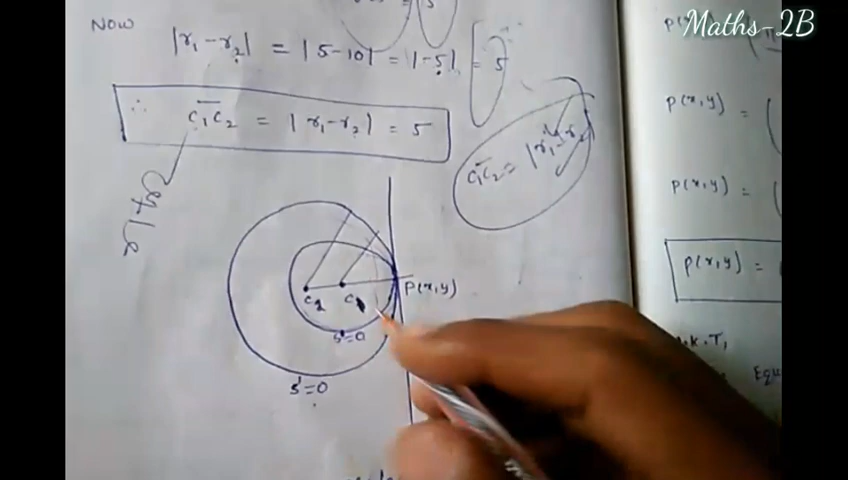 Maths-2B
Now
|r₁-r₂| = |5-10| = |-5| = 5
∴ C₁C₂ = |r₁-r₂| = 5
C₁C₂ = |r₁-r₂|
C₂ C₁ P(x,y)
S=0
S'=0
P(x,y) =
P(x,y) =
P(x,y) =
.K.T,
Equ